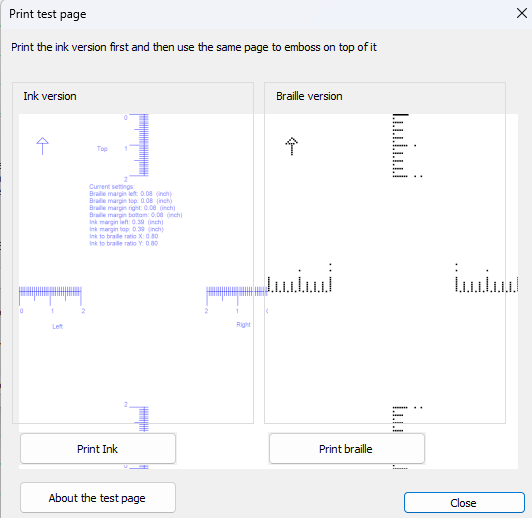 Print test page
Print the ink version first and then use the same page to emboss on top of it
Ink version
Braille version
0
Top
1
2
Current settings:
Braille margin left: 0.08 (inch)
Braille margin top: 0.08 (inch)
Braille margin right: 0.08 (inch)
Braille margin bottom: 0.08 (inch)
Ink margin left: 0.39 (inch)
Ink margin top: 0.39 (inch)
Ink to braille ratio X: 0.80
Ink to braille ratio Y: 0.80
0 1 2
2 1
Left
Right
2
Print Ink
Print braille
0
About the test page
Close